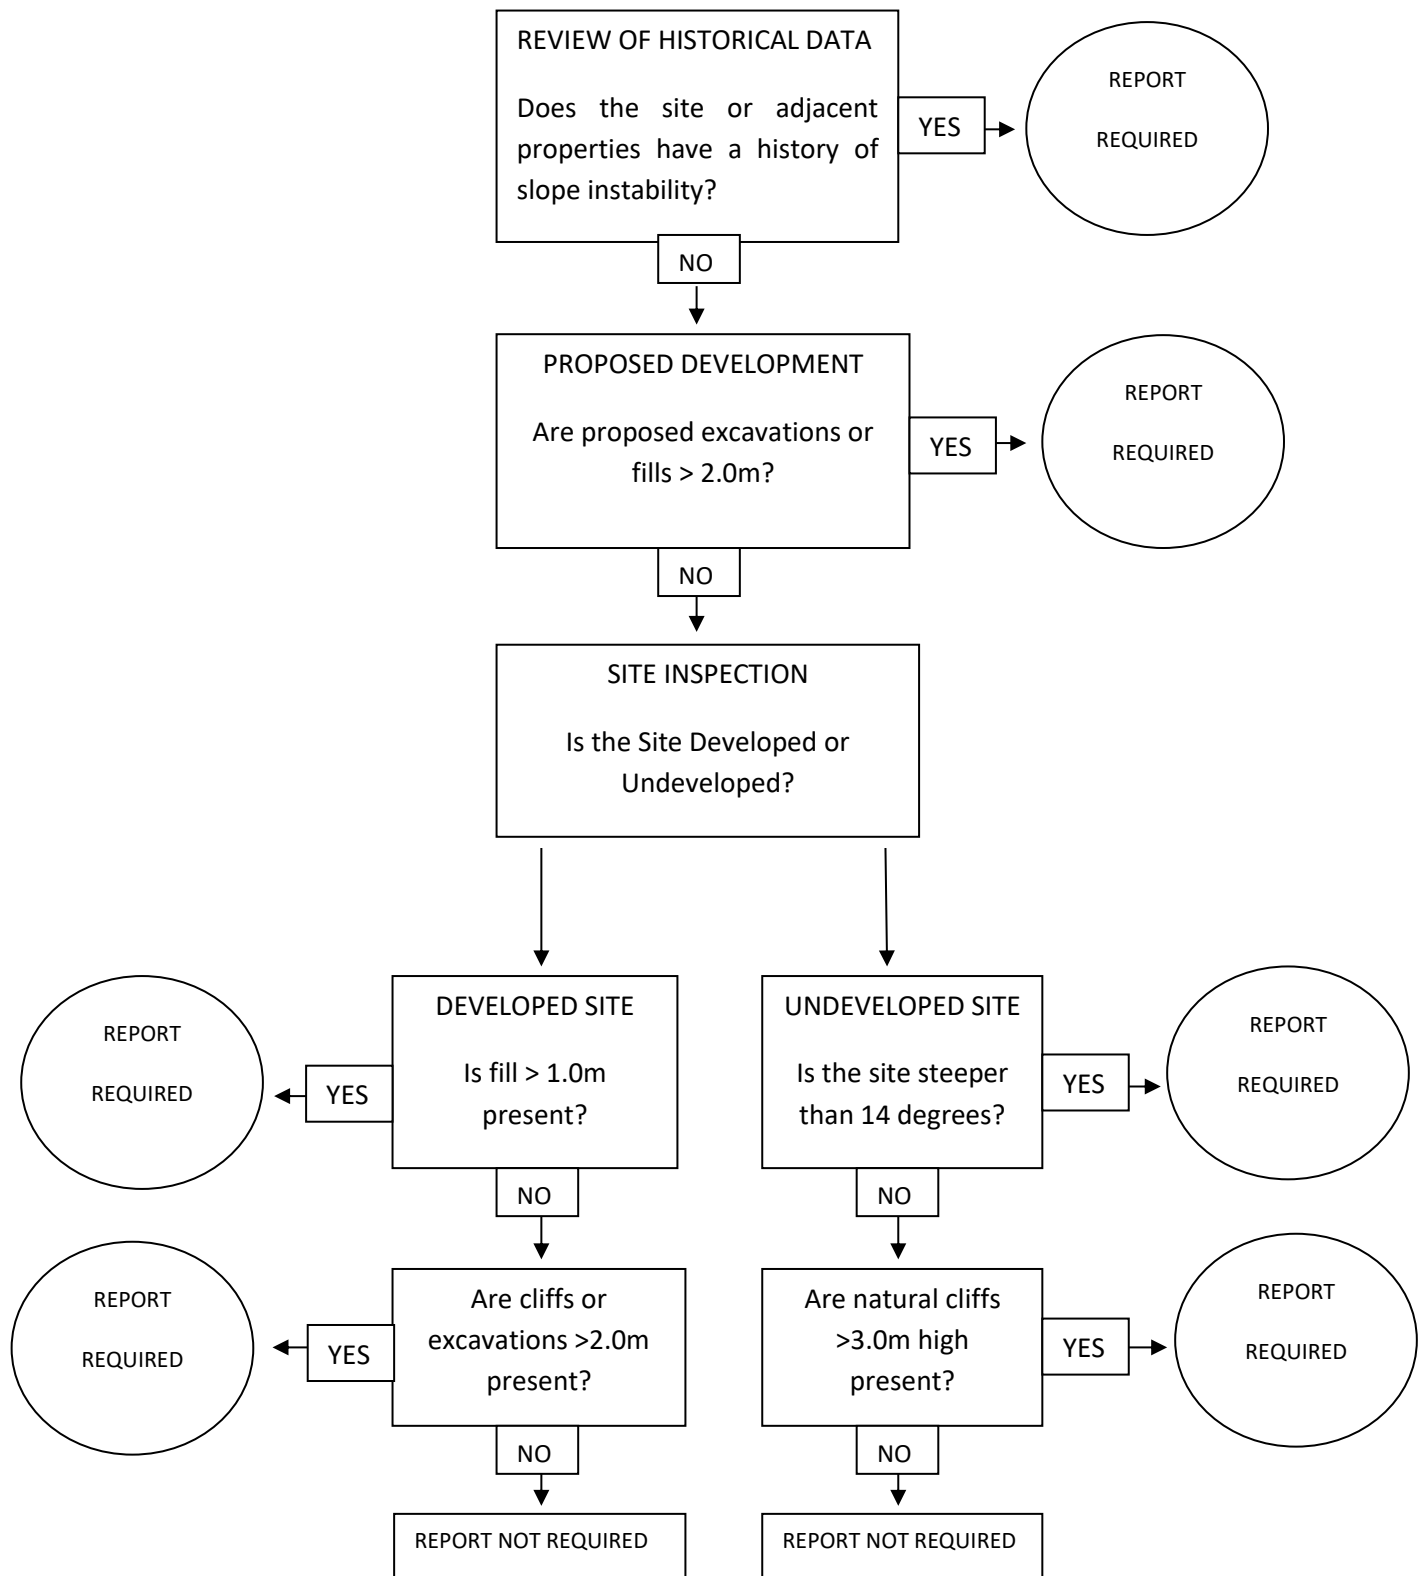 REVIEW OF HISTORICAL DATA
Does the site or adjacent
properties have a history of
slope instability?
YES
REPORT
REQUIRED
NO
PROPOSED DEVELOPMENT
Are proposed excavations or
fills > 2.0m?
YES
REPORT
REQUIRED
NO
SITE INSPECTION
Is the Site Developed or
Undeveloped?
DEVELOPED SITE
Is fill > 1.0m
present?
YES
REPORT
REQUIRED
NO
Are cliffs or
excavations >2.0m
present?
YES
REPORT
REQUIRED
NO
REPORT NOT REQUIRED
UNDEVELOPED SITE
Is the site steeper
than 14 degrees?
YES
REPORT
REQUIRED
NO
Are natural cliffs
>3.0m high
present?
YES
REPORT
REQUIRED
NO
REPORT NOT REQUIRED